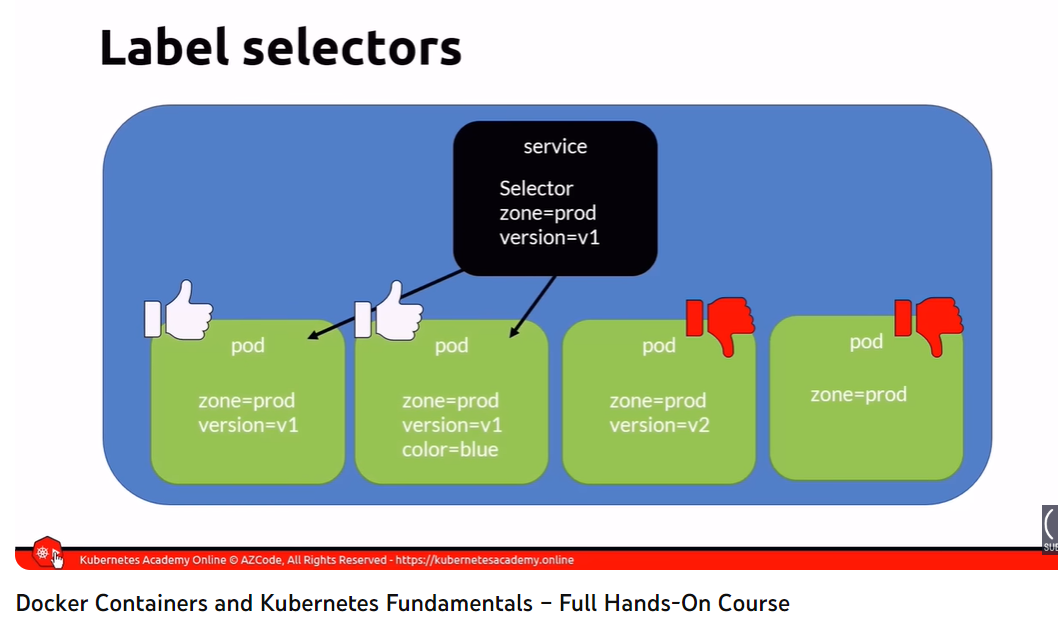 Label selectors
service
Selector
zone=prod
version=v1
pod
zone=prod
version=v1
pod
zone=prod
version=v1
color=blue
pod
zone=prod
version=v2
pod
zone=prod
Kubernetes Academy Online © AZCode, All Rights Reserved - https://kubernetesacademy.online
Docker Containers and Kubernetes Fundamentals – Full Hands-On Course